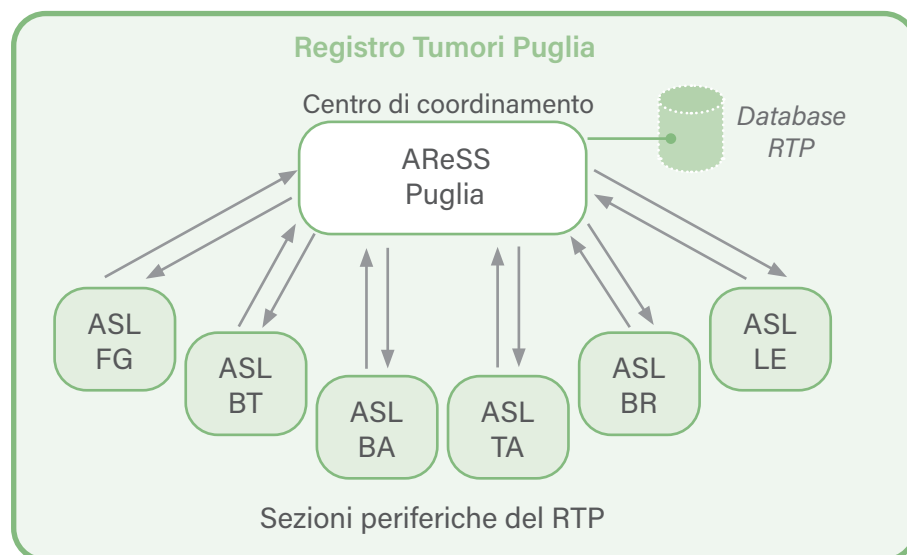 Registro Tumori Puglia
Centro di coordinamento
AReSS
Puglia
Database
RTP
ASL
FG
ASL
BT
ASL
BA
ASL
TA
ASL
BR
ASL
LE
Sezioni periferiche del RTP